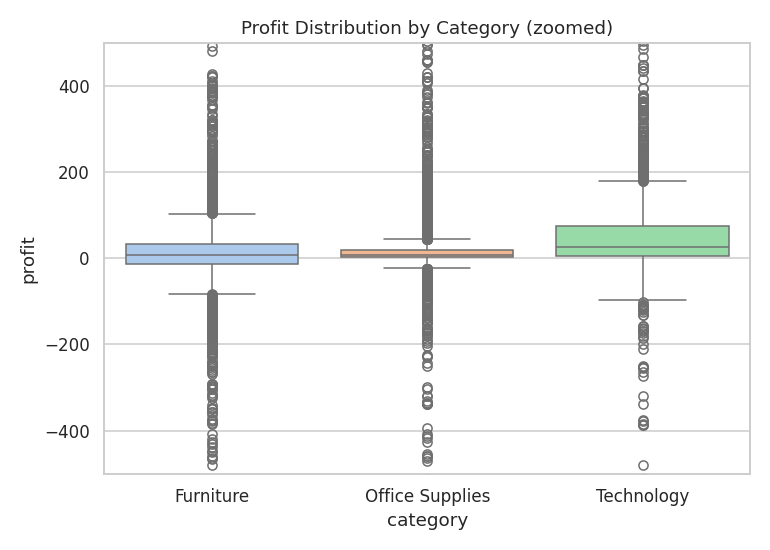 Profit Distribution by Category (zoomed)
profit
400
200
0
−200
−400
Furniture
Office Supplies
Technology
category